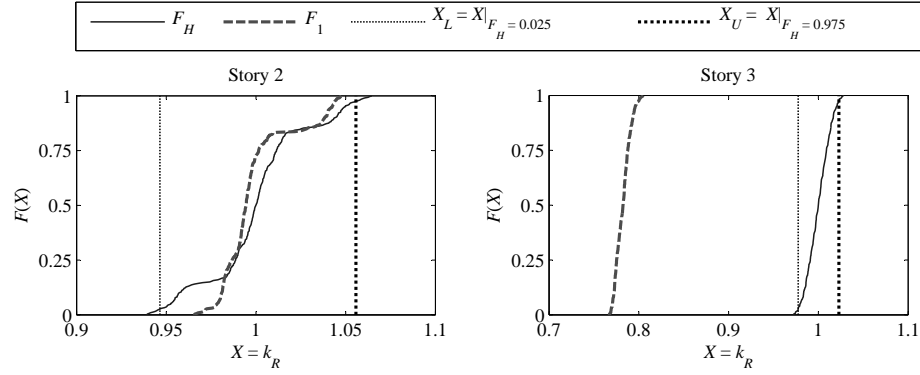 F_H F_1 X_L = X|_{F_H = 0.025} X_U = X|_{F_H = 0.975}
Story 2
1
0.75
0.5
0.25
0
F(X)
0.9 0.95 1 1.05 1.1
X = k_R
Story 3
1
0.75
0.5
0.25
0
F(X)
0.7 0.8 0.9 1 1.1
X = k_R